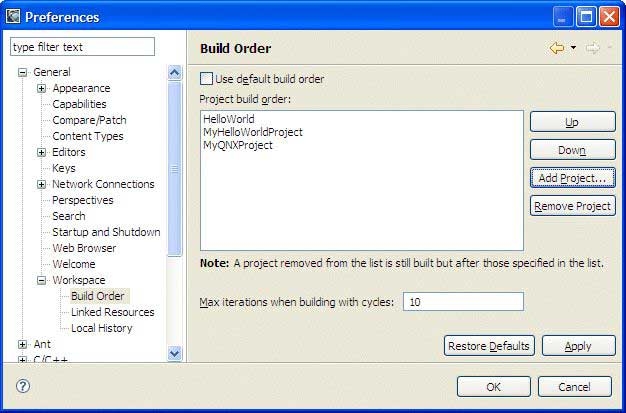 Preferences
type filter text
General
Appearance
Capabilities
Compare/Patch
Content Types
Editors
Keys
Network Connections
Perspectives
Search
Startup and Shutdown
Web Browser
Welcome
Workspace
Build Order
Linked Resources
Local History
Ant
C/C++
Build Order
Use default build order
Project build order:
HelloWorld
MyHelloWorldProject
MyQNXProject
Up
Down
Add Project...
Remove Project
Note: A project removed from the list is still built but after those specified in the list.
Max iterations when building with cycles: 10
Restore Defaults
Apply
?
OK
Cancel